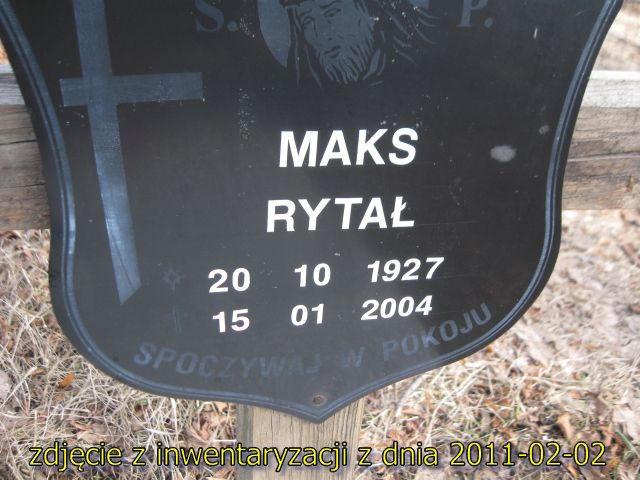 S. P.
MAKS
RYTAŁ
20 10 1927
15 01 2004
SPOCZYWAJ W POKOJU
zdjęcie z inwentaryzacji z dnia 2011-02-02